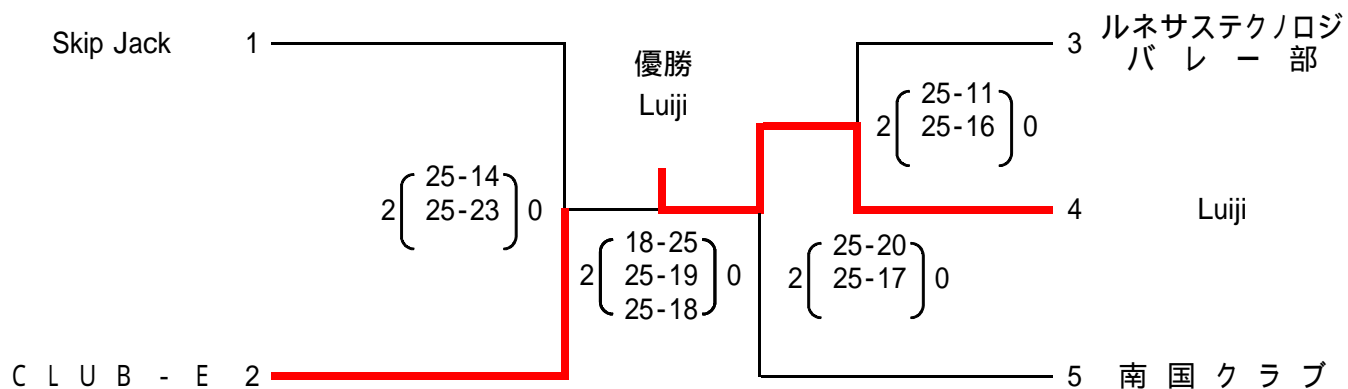 Skip Jack 1
優勝
Luiji
3 ルネサステクノロジ
バレー部
2 25-11 0
25-16
2 25-14 0
25-23
4 Luiji
2 18-25 0
25-19
25-18
2 25-20 0
25-17
CLUB-E 2
5 南国クラブ